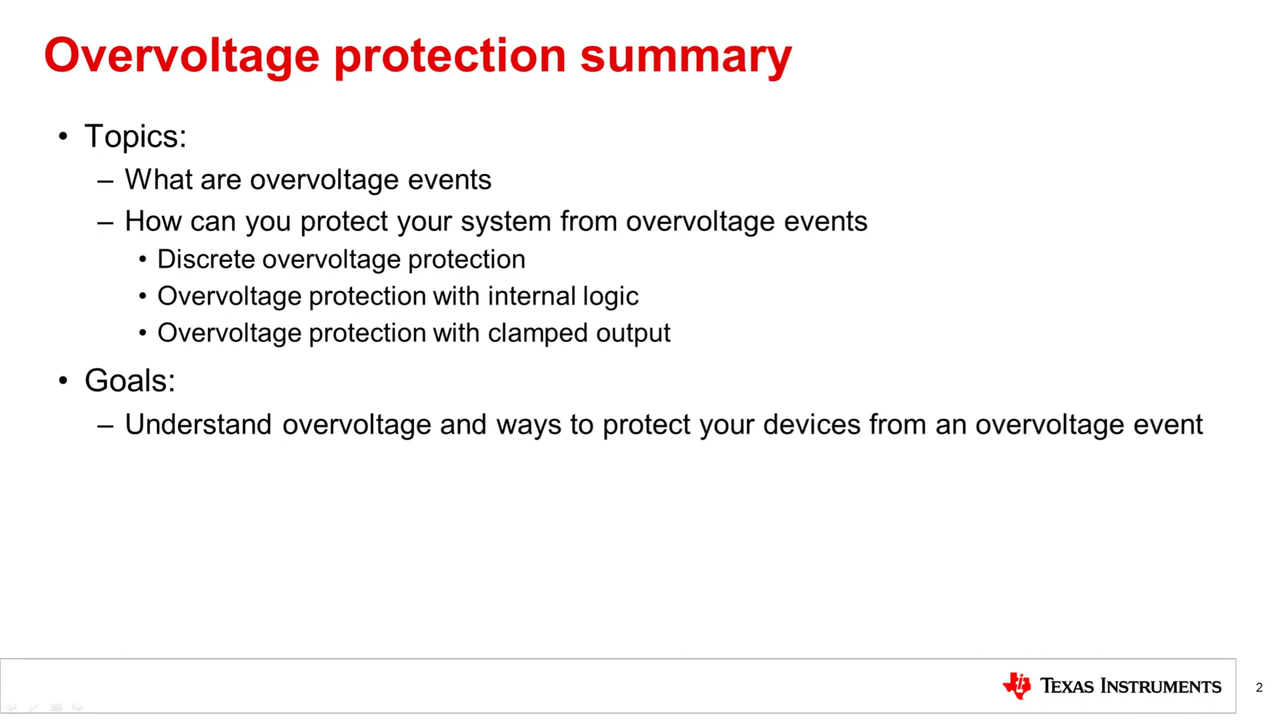 Overvoltage protection summary
• Topics:
– What are overvoltage events
– How can you protect your system from overvoltage events
• Discrete overvoltage protection
• Overvoltage protection with internal logic
• Overvoltage protection with clamped output
• Goals:
– Understand overvoltage and ways to protect your devices from an overvoltage event
TEXAS INSTRUMENTS
2